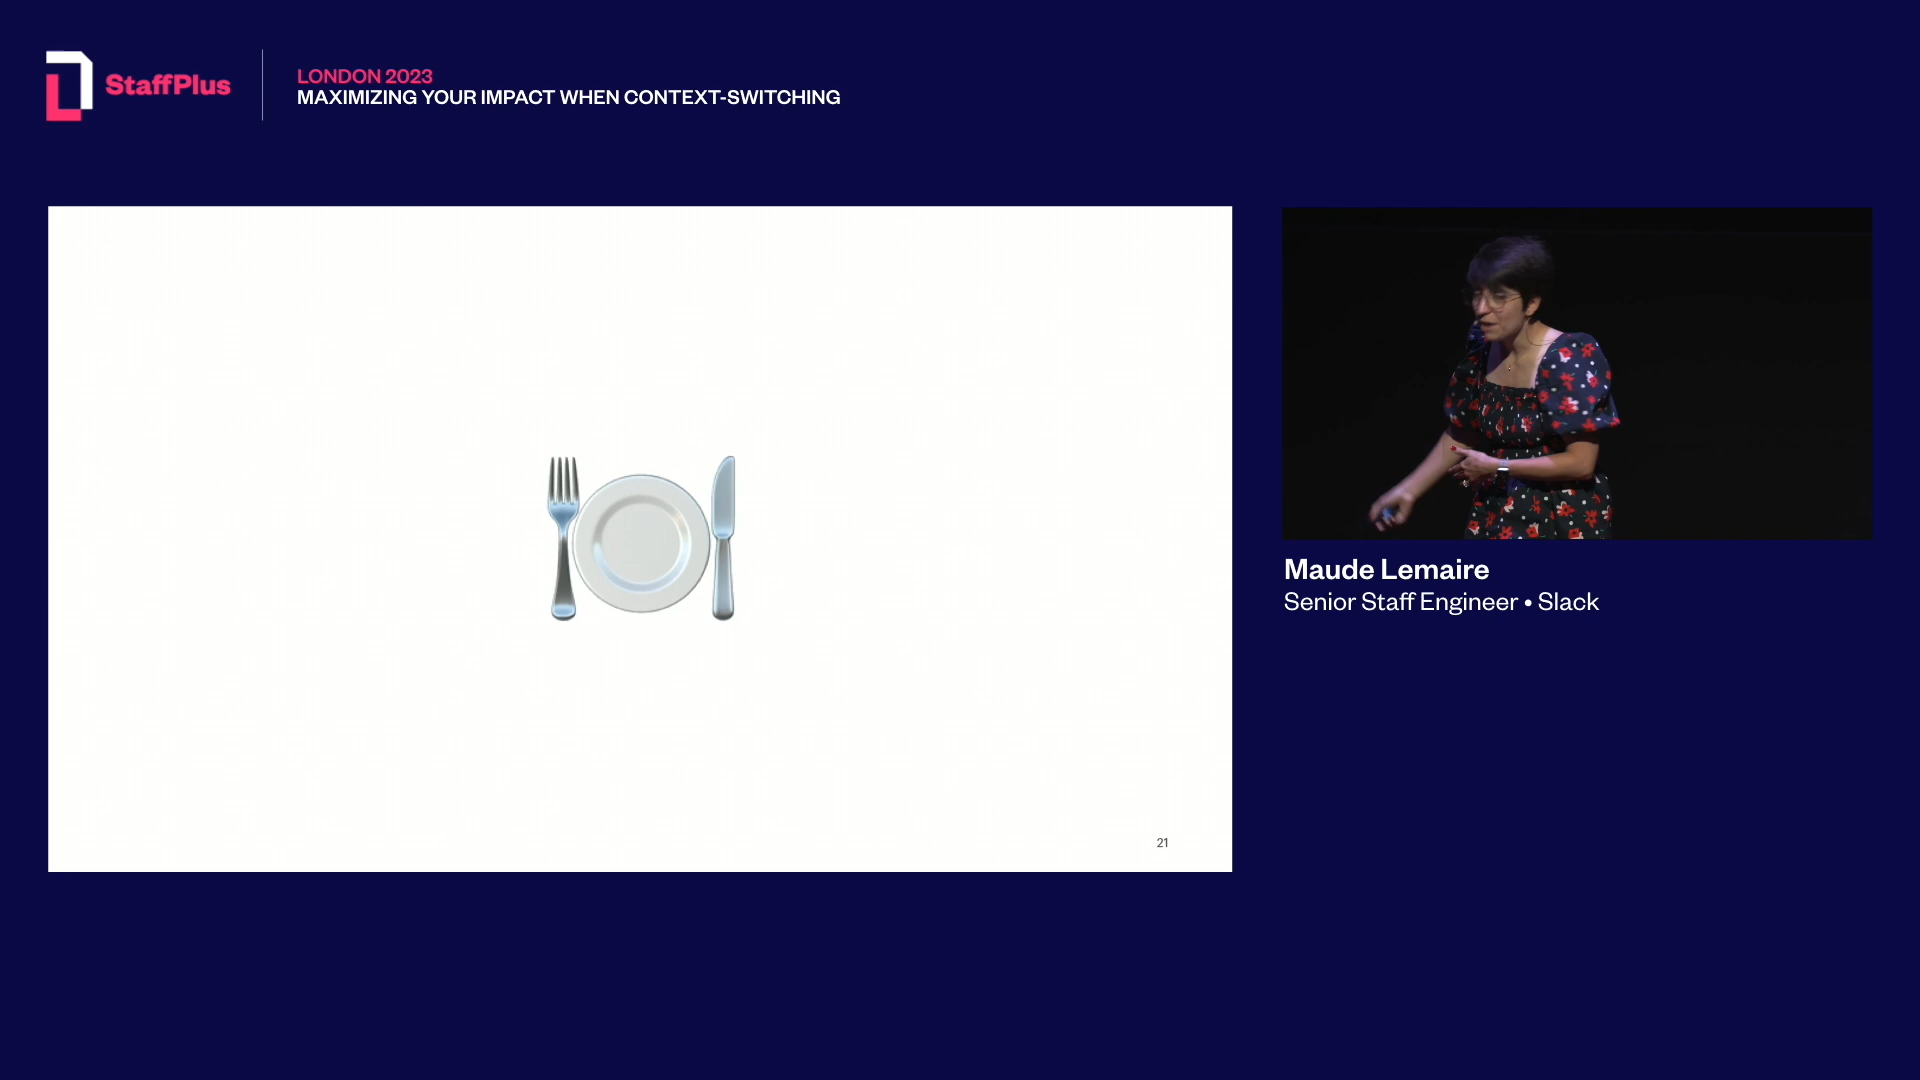 StaffPlus
LONDON 2023
MAXIMIZING YOUR IMPACT WHEN CONTEXT-SWITCHING
21
Maude Lemaire
Senior Staff Engineer • Slack